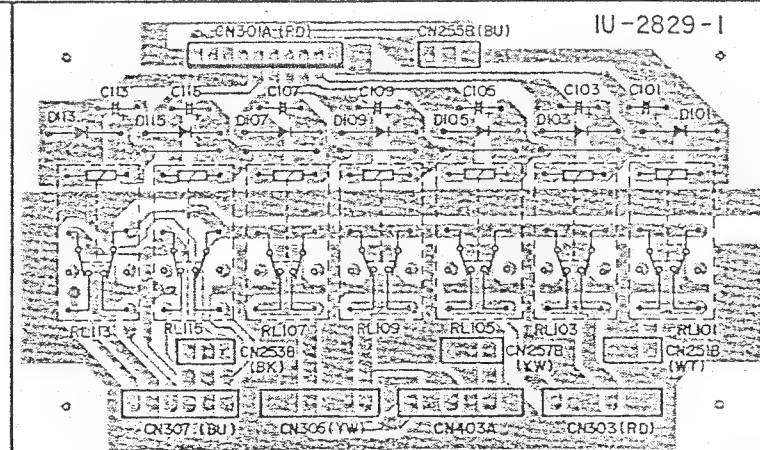 IU-2829-1
CN301A (RD) CN255B (BU)
C113 C115 C107 C109 C105 C103 C101
D113 D115 D107 D109 D105 D103 D101
RL113 RL115 RL107 RL109 RL105 RL103 RL101
CN253B CN257B CN251B
(BK) (YW) (WT)
CN307 (BU) CN305 (YW) CN403A CN303 (RD)